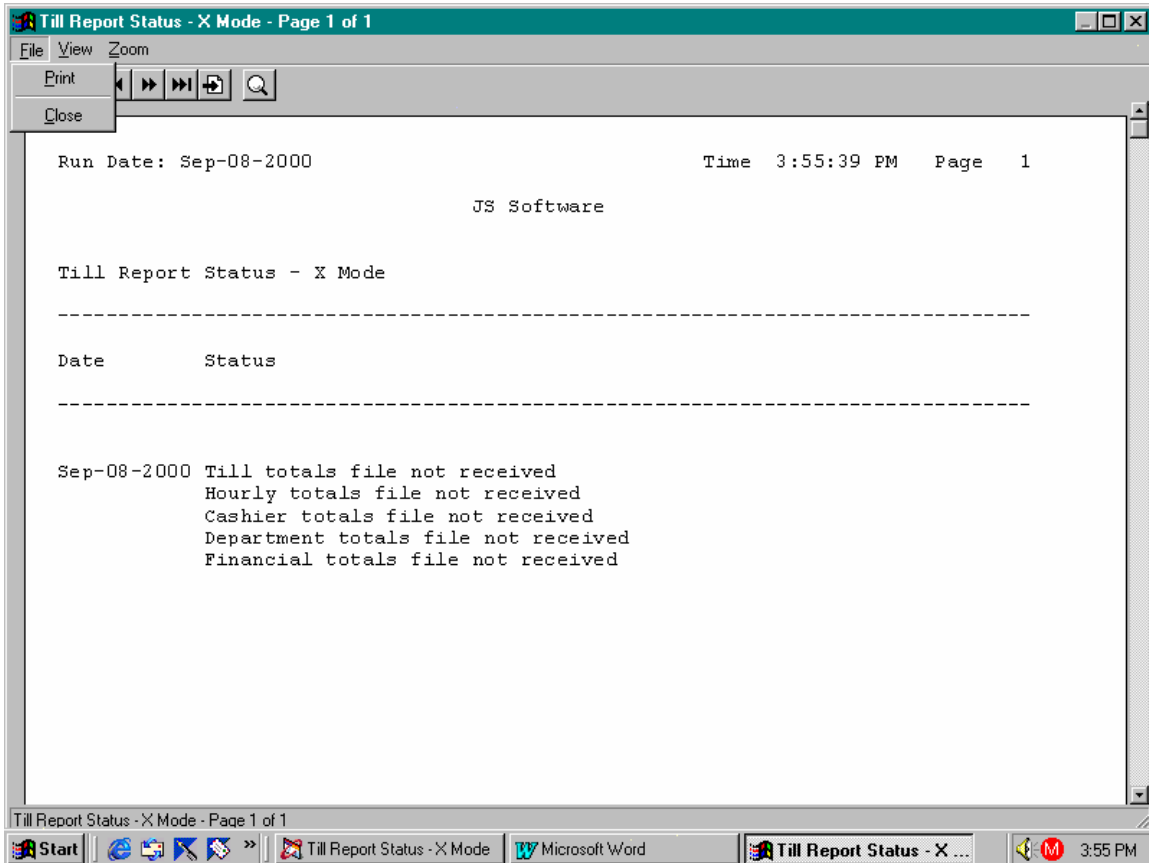 Till Report Status - X Mode - Page 1 of 1
File View Zoom
Print
Close
Run Date: Sep-08-2000 Time 3:55:39 PM Page 1
JS Software
Till Report Status - X Mode
--------------------------------------------------------------------------------
Date Status
--------------------------------------------------------------------------------
Sep-08-2000 Till totals file not received
Hourly totals file not received
Cashier totals file not received
Department totals file not received
Financial totals file not received
Till Report Status - X Mode - Page 1 of 1
Start » Till Report Status - X Mode W Microsoft Word Till Report Status - X ... M 3:55 PM